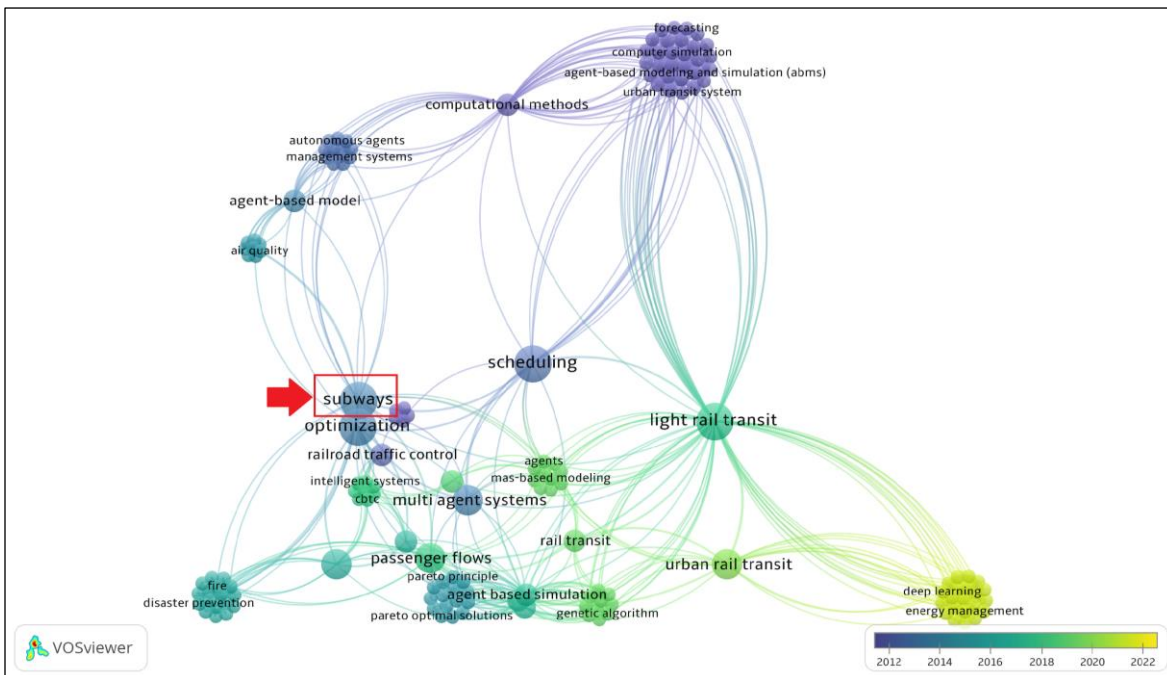 forecasting
computer simulation
agent-based modeling and simulation (abms)
urban transit system
computational methods
autonomous agents
management systems
agent-based model
air quality
scheduling
subways
optimization
light rail transit
railroad traffic control
agents
intelligent systems
mas-based modeling
cbtc
multi agent systems
rail transit
passenger flows
urban rail transit
pareto principle
fire
agent based simulation
deep learning
disaster prevention
pareto optimal solutions
genetic algorithm
energy management
VOSviewer
2012 2014 2016 2018 2020 2022